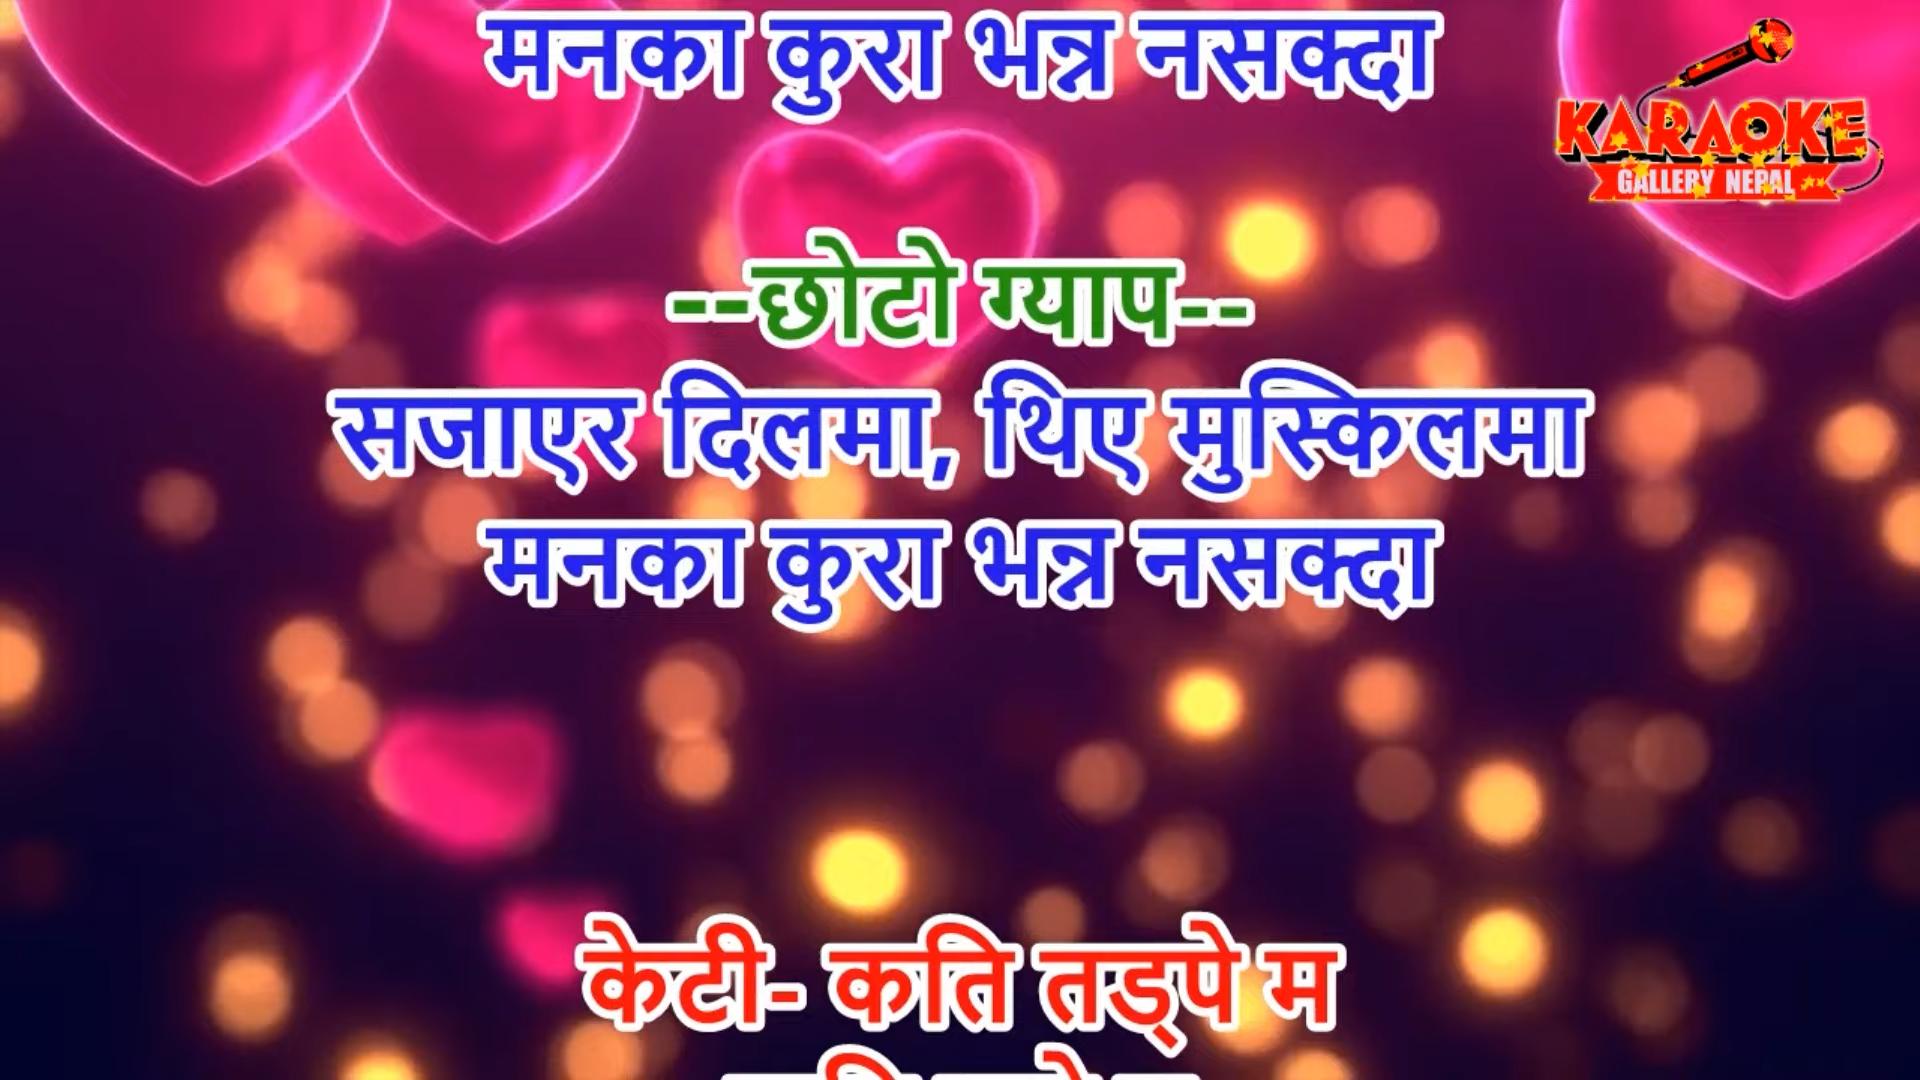 मनका कुरा भन्न नसक्दा
KARAOKE
GALLERY NEPAL
--छोटो ग्याप--
सजाएर दिलमा, थिए मुस्किलमा
मनका कुरा भन्न नसक्दा
केटी- कति तड्पे म